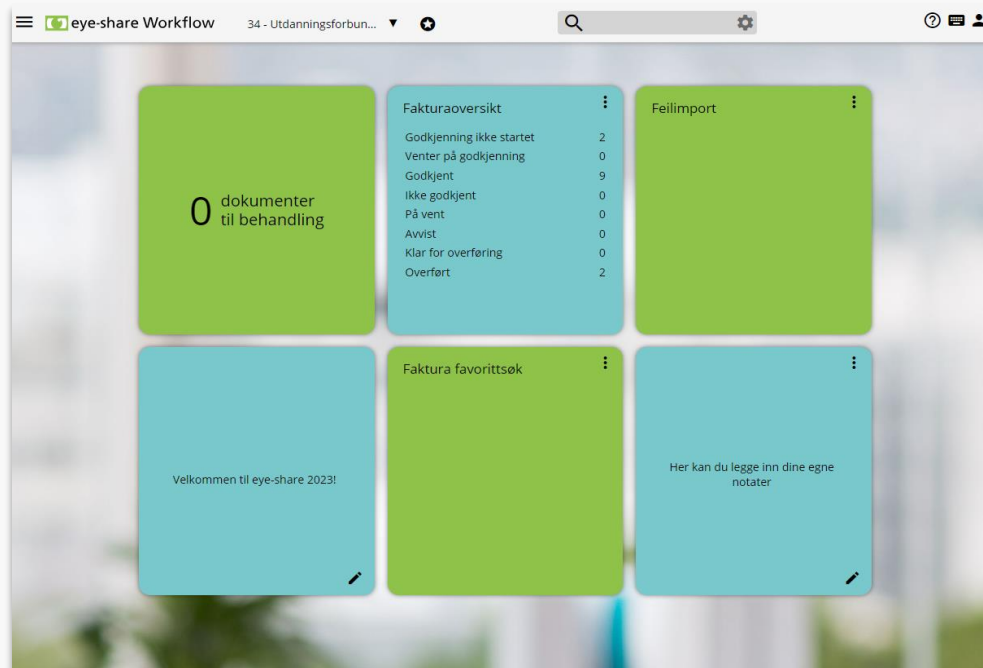 eye-share Workflow
34 - Utdanningsforbun...
0 dokumenter
til behandling
Fakturaoversikt
Godkjenning ikke startet 2
Venter på godkjenning 0
Godkjent 9
Ikke godkjent 0
På vent 0
Avvist 0
Klar for overføring 0
Overført 2
Feilimport
Velkommen til eye-share 2023!
Faktura favorittsøk
Her kan du legge inn dine egne
notater